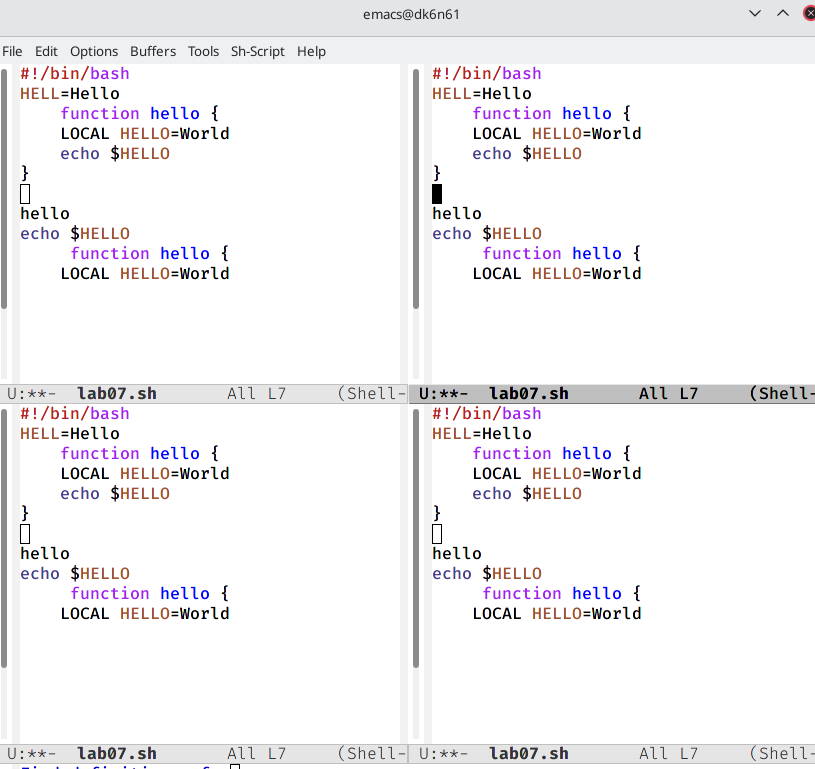 emacs@dk6n61
File Edit Options Buffers Tools Sh-Script Help
#!/bin/bash
HELL=Hello
function hello {
LOCAL HELLO=World
echo $HELLO
}
hello
echo $HELLO
function hello {
LOCAL HELLO=World
U:**- lab07.sh All L7 (Shell-
#!/bin/bash
HELL=Hello
function hello {
LOCAL HELLO=World
echo $HELLO
}
hello
echo $HELLO
function hello {
LOCAL HELLO=World
U:**- lab07.sh All L7 (Shell-
#!/bin/bash
HELL=Hello
function hello {
LOCAL HELLO=World
echo $HELLO
}
hello
echo $HELLO
function hello {
LOCAL HELLO=World
U:**- lab07.sh All L7 (Shell-
#!/bin/bash
HELL=Hello
function hello {
LOCAL HELLO=World
echo $HELLO
}
hello
echo $HELLO
function hello {
LOCAL HELLO=World
U:**- lab07.sh All L7 (Shell-